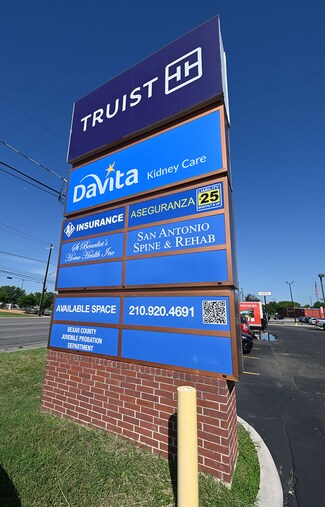 TRUIST
DaVita
Kidney Care
INSURANCE
ASEGURANZA
25
St Benedict's
Home Health Inc
SAN ANTONIO
SPINE & REHAB
AVAILABLE SPACE
210.920.4691
BEXAR COUNTY
JUVENILE PROBATION
DEPARTMENT